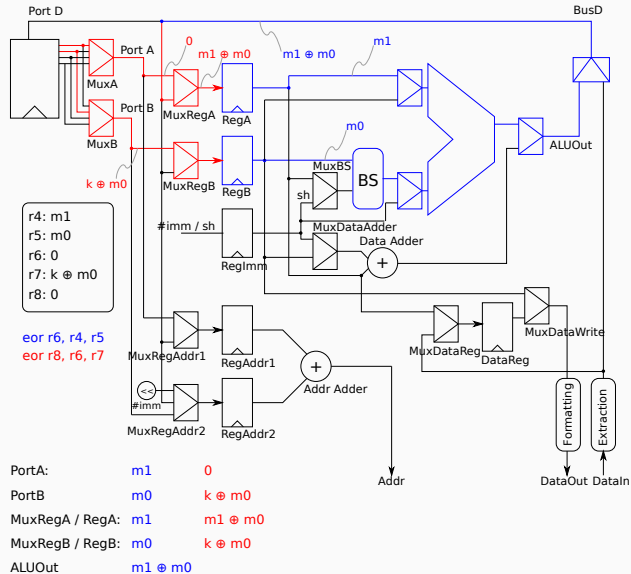 Port D
BusD
0
m1 ⊕ m0
m1 ⊕ m0
m1
Port A
MuxA
MuxRegA
RegA
Port B
MuxB
m0
ALUOut
k ⊕ m0
MuxRegB
RegB
MuxBS
BS
sh
r4: m1
r5: m0
r6: 0
r7: k ⊕ m0
r8: 0
#imm / sh
RegImm
MuxDataAdder
Data Adder
+
eor r6, r4, r5
eor r8, r6, r7
MuxRegAddr1
RegAddr1
MuxDataReg
DataReg
MuxDataWrite
+
Addr Adder
<<
#imm
MuxRegAddr2
RegAddr2
Formatting
Extraction
Addr
DataOut
DataIn
PortA: m1 0
PortB m0 k ⊕ m0
MuxRegA / RegA: m1 m1 ⊕ m0
MuxRegB / RegB: m0 k ⊕ m0
ALUOut m1 ⊕ m0